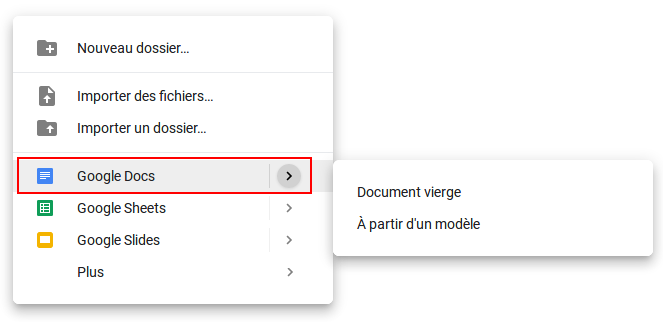 Nouveau dossier...
Importer des fichiers...
Importer un dossier...
Google Docs
Google Sheets
Google Slides
Plus
Document vierge
À partir d'un modèle